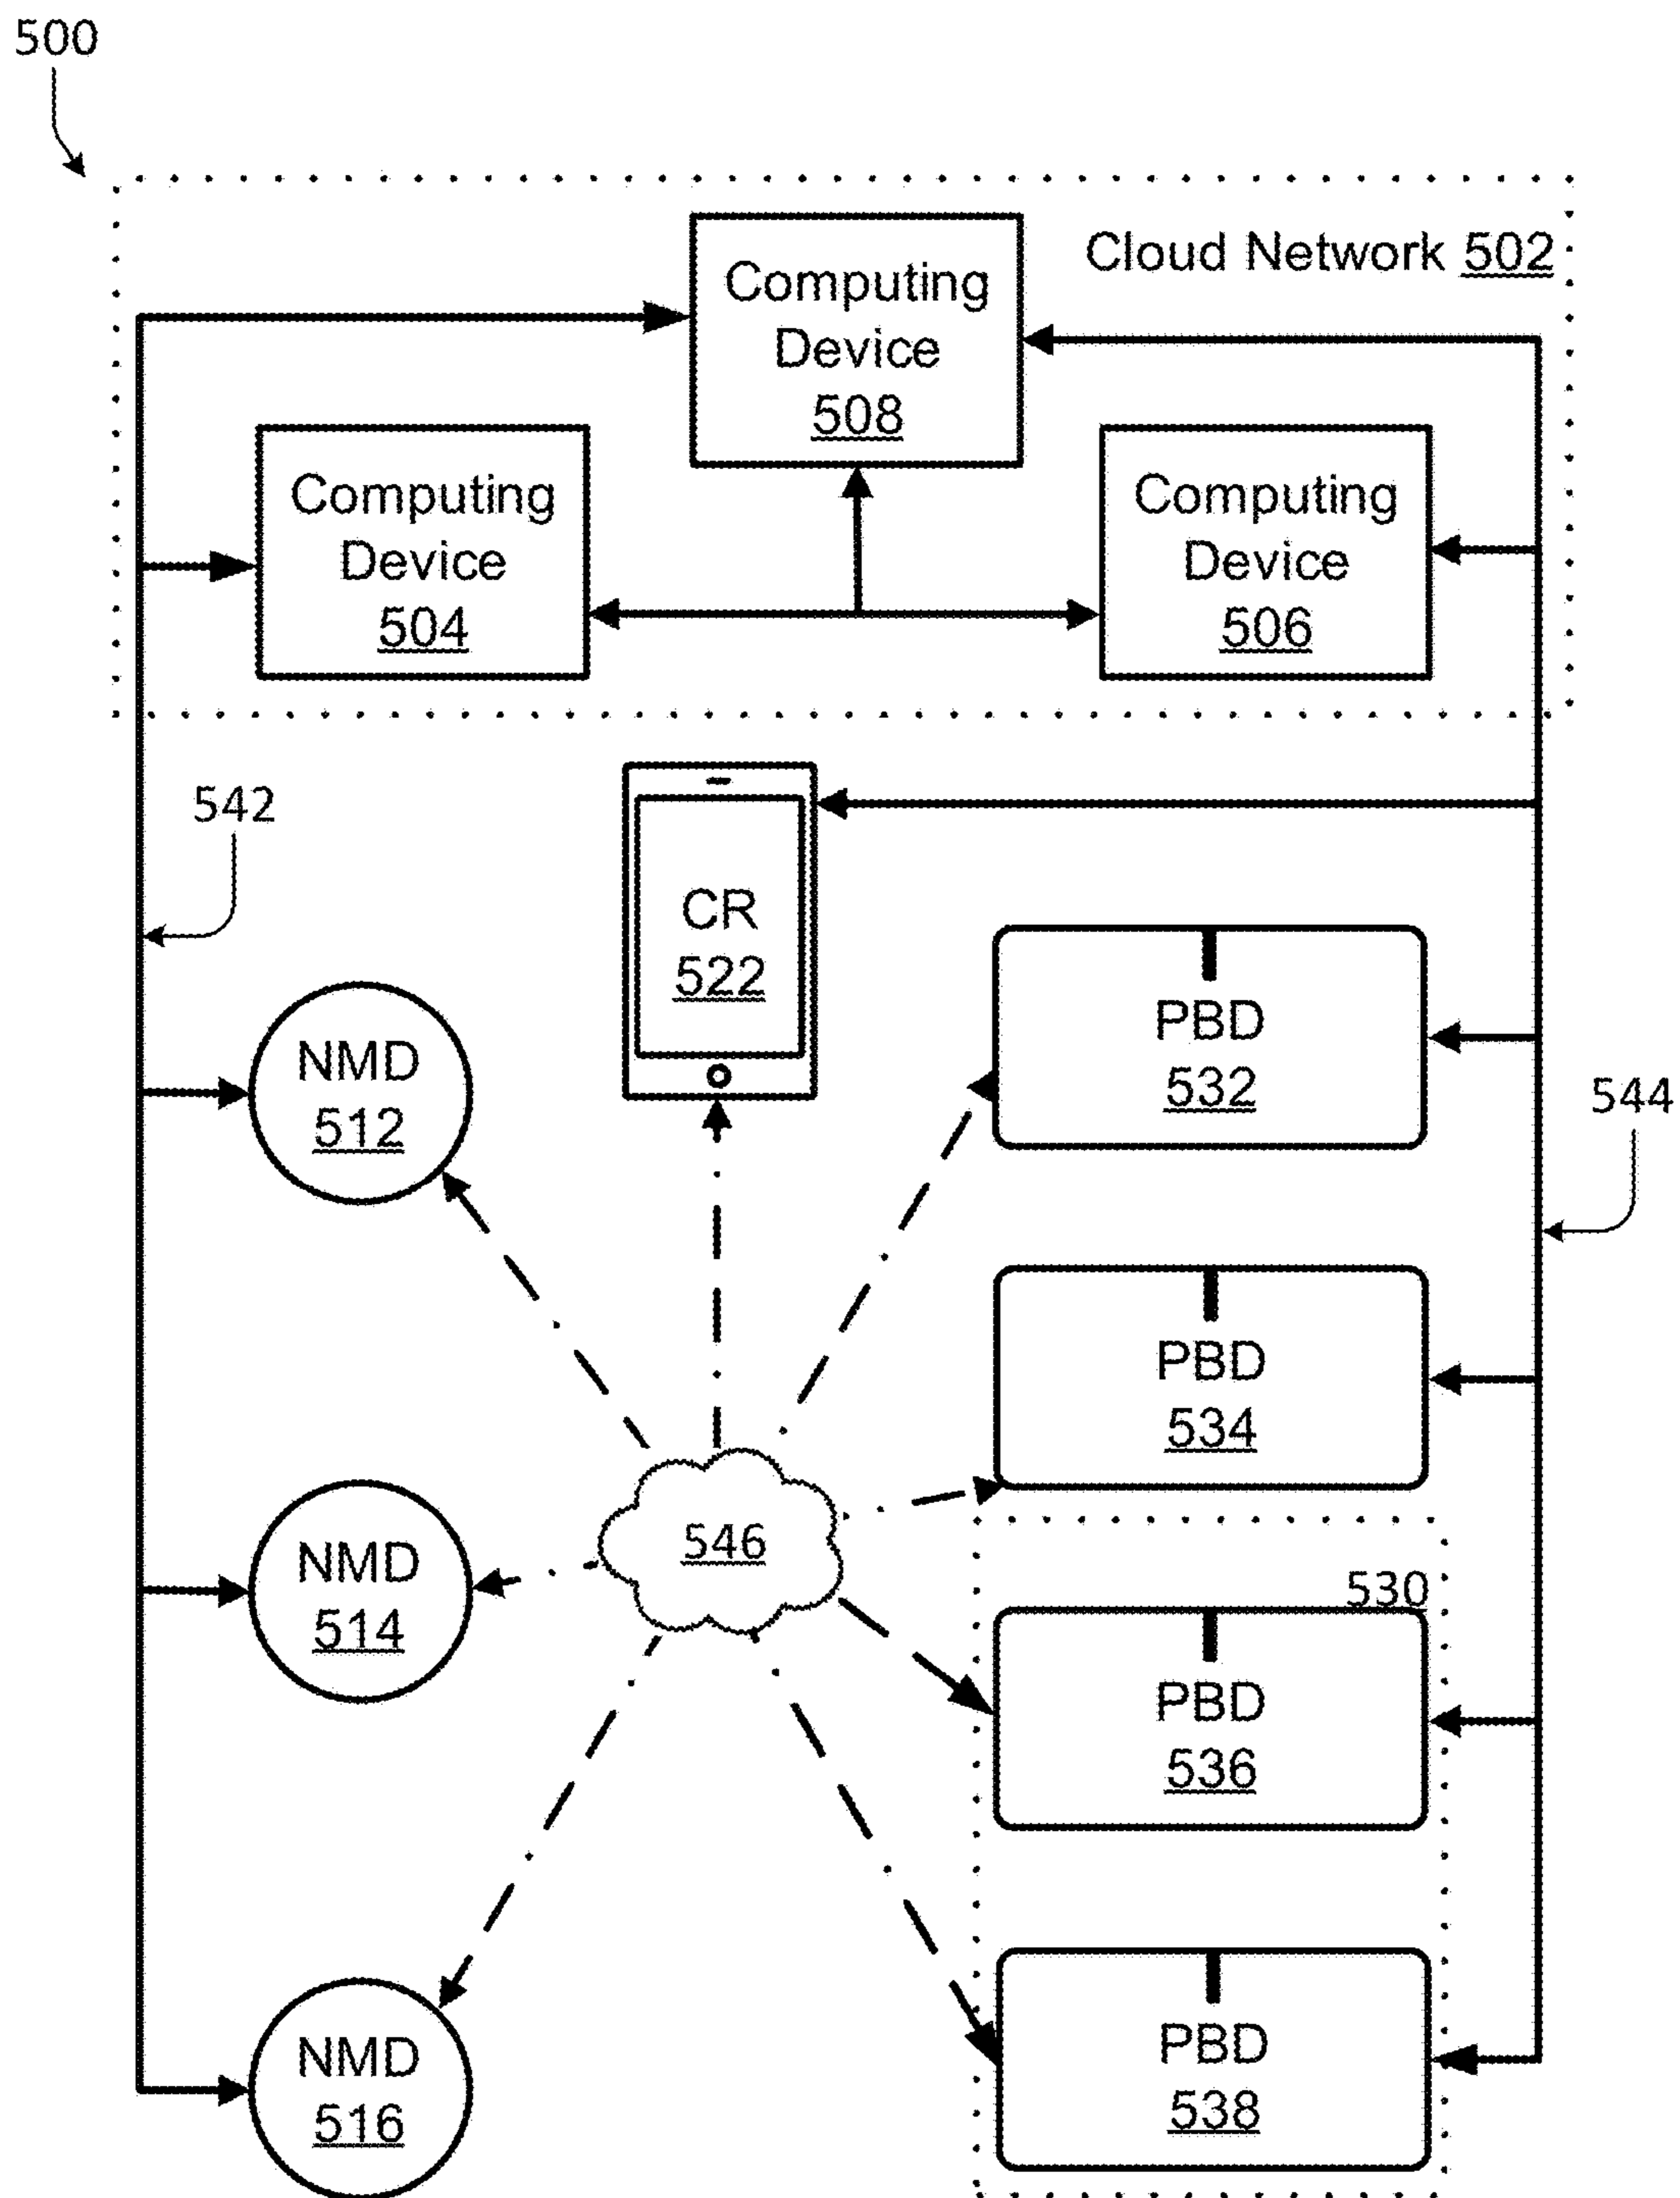 500
Cloud Network 502
Computing
Device
508
Computing
Device
504
Computing
Device
506
542
CR
522
PBD
532
NMD
512
544
PBD
534
546
530
NMD
514
PBD
536
NMD
516
PBD
538